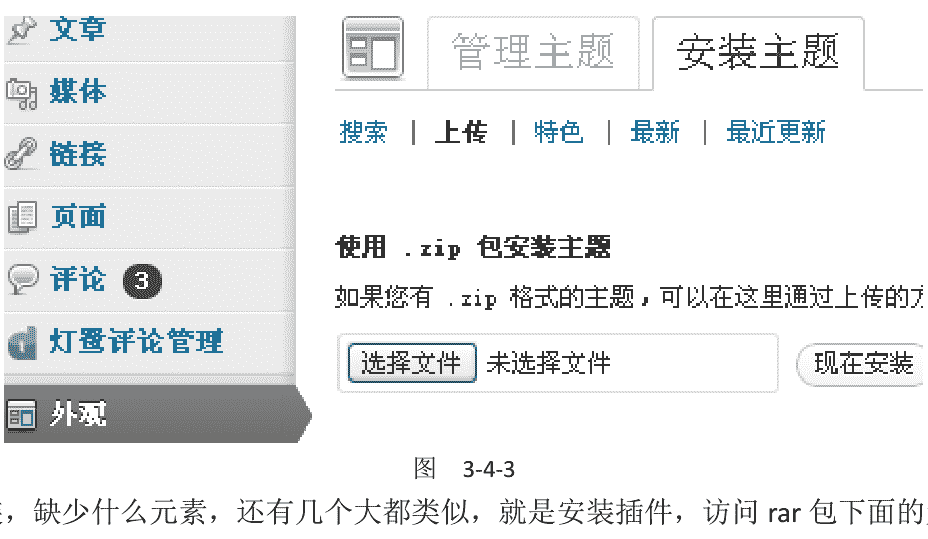 文章
媒体
链接
页面
评论 3
灯鹭评论管理
外观
管理主题 安装主题
搜索 | 上传 | 特色 | 最新 | 最近更新
使用 .zip 包安装主题
如果您有 .zip 格式的主题，可以在这里通过上传的方
选择文件 未选择文件 现在安装
图 3-4-3
，缺少什么元素，还有几个大都类似，就是安装插件，访问 rar 包下面的